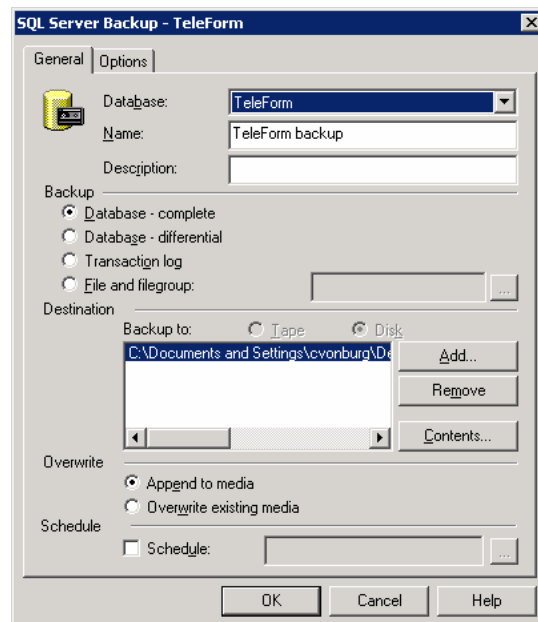 SQL Server Backup - TeleForm
General
Options
Database:
TeleForm
Name:
TeleForm backup
Description:
Backup
Database - complete
Database - differential
Transaction log
File and filegroup:
...
Destination
Backup to:
Tape
Disk
C:\Documents and Settings\cvonburg\De
Add...
Remove
Contents...
Overwrite
Append to media
Overwrite existing media
Schedule
Schedule:
...
OK
Cancel
Help